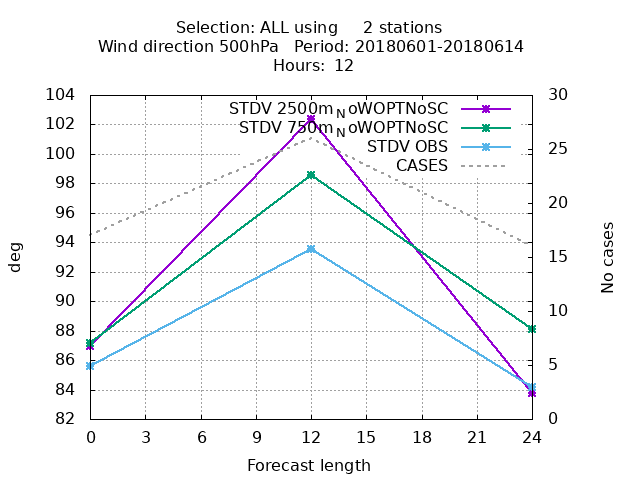 Selection: ALL using     2 stations
Wind direction 500hPa   Period: 20180601-20180614
Hours: 12
STDV 2500m_NoWOPTNoSC
STDV 750m_NoWOPTNoSC
STDV OBS
CASES
104
102
100
98
96
94
92
90
88
86
84
82
deg
30
25
20
15
10
5
0
No cases
0 3 6 9 12 15 18 21 24
Forecast length